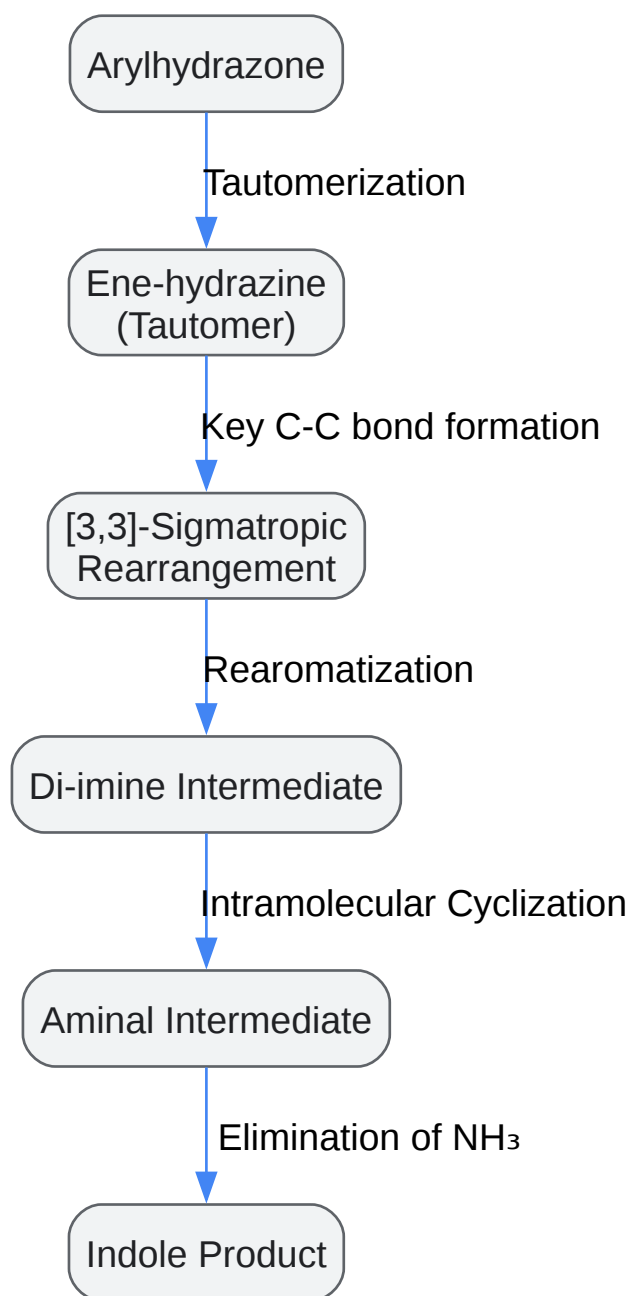 Arylhydrazone
Tautomerization
Ene-hydrazine
(Tautomer)
Key C-C bond formation
[3,3]-Sigmatropic
Rearrangement
Rearomatization
Di-imine Intermediate
Intramolecular Cyclization
Aminal Intermediate
Elimination of NH₃
Indole Product